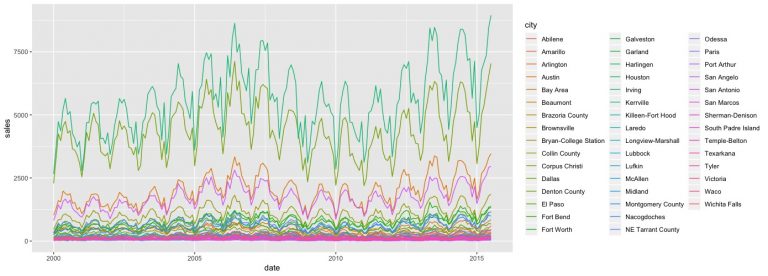 city
7500
5000
2500
0
sales
2000
2005
2010
2015
date
Abilene
Amarillo
Arlington
Austin
Bay Area
Beaumont
Brazoria County
Brownsville
Bryan-College Station
Collin County
Corpus Christi
Dallas
Denton County
El Paso
Fort Bend
Fort Worth
Galveston
Garland
Harlingen
Houston
Irving
Kerrville
Killeen-Fort Hood
Laredo
Longview-Marshall
Lubbock
Lufkin
McAllen
Midland
Montgomery County
Nacogdoches
NE Tarrant County
Odessa
Paris
Port Arthur
San Angelo
San Antonio
San Marcos
Sherman-Denison
South Padre Island
Temple-Belton
Texarkana
Tyler
Victoria
Waco
Wichita Falls